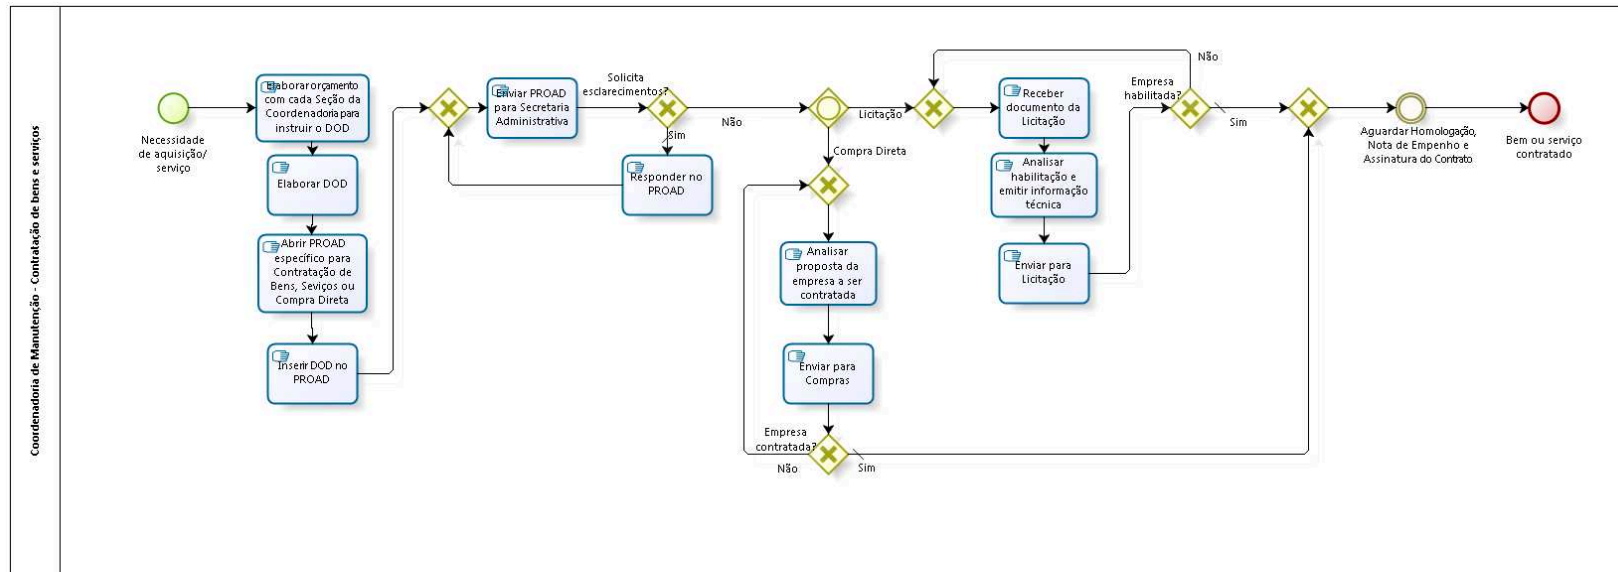 Coordenadoria de Manutenção - Contratação de bens e serviços
Necessidade
de aquisição/
serviço
Elaborar orçamento
com cada Seção da
Coordenadoria para
instruir o DOD
Elaborar DOD
Abrir PROAD
específico para
Contratação de
Bens, Seviços ou
Compra Direta
Inserir DOD no
PROAD
Enviar PROAD
para Secretaria
Administrativa
Solicita
esclarecimentos?
Sim
Não
Responder no
PROAD
Licitação
Compra Direta
Analisar
proposta da
empresa a ser
contratada
Enviar para
Compras
Empresa
contratada?
Não
Sim
Receber
documento da
Licitação
Analisar
habilitação e
emitir informação
técnica
Enviar para
Licitação
Empresa
habilitada?
Não
Sim
Aguardar Homologação,
Nota de Empenho e
Assinatura do Contrato
Bem ou serviço
contratado